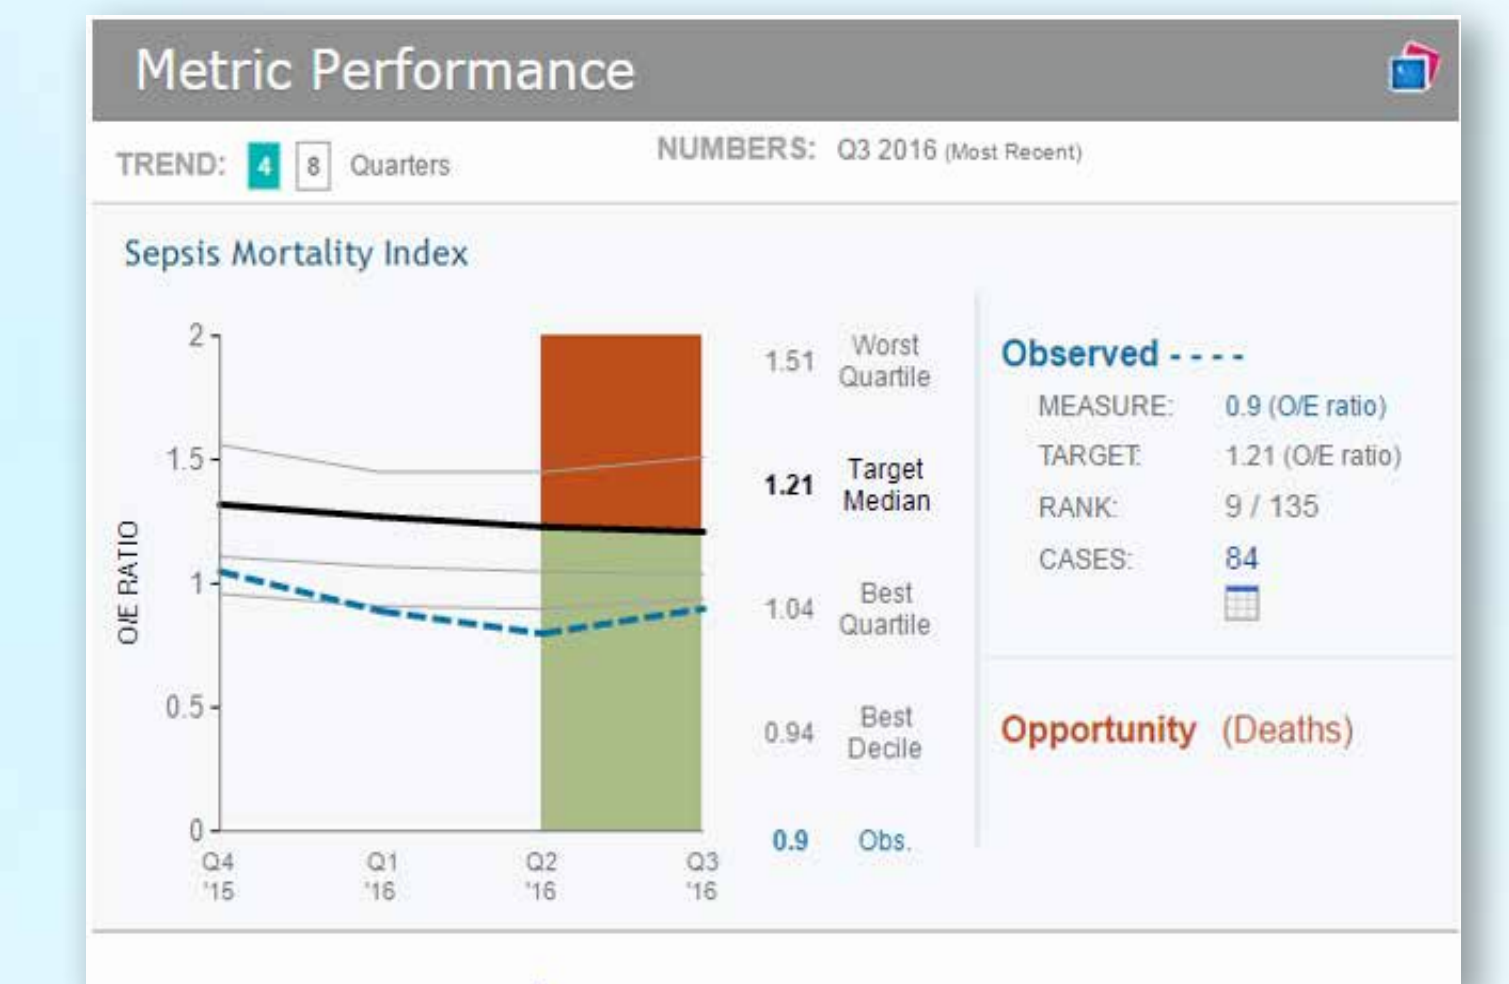 Metric Performance
TREND: 4 8 Quarters
NUMBERS: Q3 2016 (Most Recent)
Sepsis Mortality Index
O/E RATIO
2
1.5
1
0.5
0
Q4
'15
Q1
'16
Q2
'16
Q3
'16
1.51 Worst
Quartile
1.21 Target
Median
1.04 Best
Quartile
0.94 Best
Decile
0.9 Obs.
Observed - - - -
MEASURE: 0.9 (O/E ratio)
TARGET: 1.21 (O/E ratio)
RANK: 9 / 135
CASES: 84
Opportunity (Deaths)